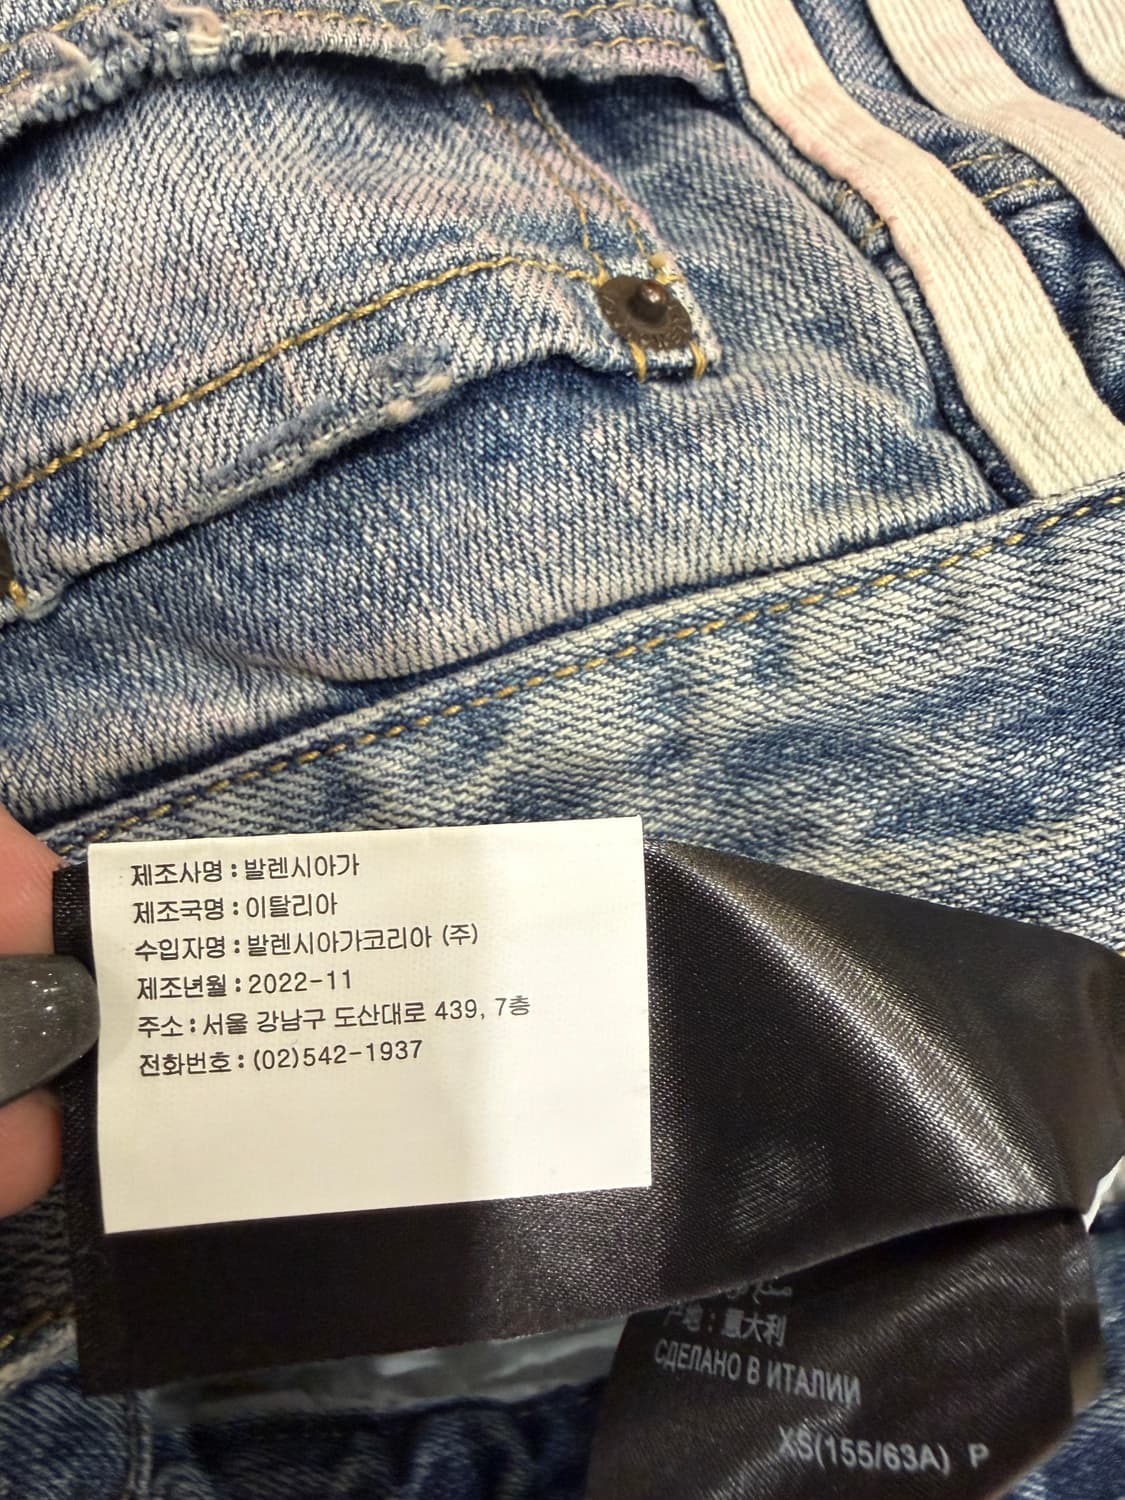 제조사명 : 발렌시아가
제조국명 : 이탈리아
수입자명 : 발렌시아가코리아 (주)
제조년월 : 2022-11
주소 : 서울 강남구 도산대로 439, 7층
전화번호 : (02)542-1937
产地 : 意大利
СДЕЛАНО В ИТАЛИИ
XS(155/63A) P